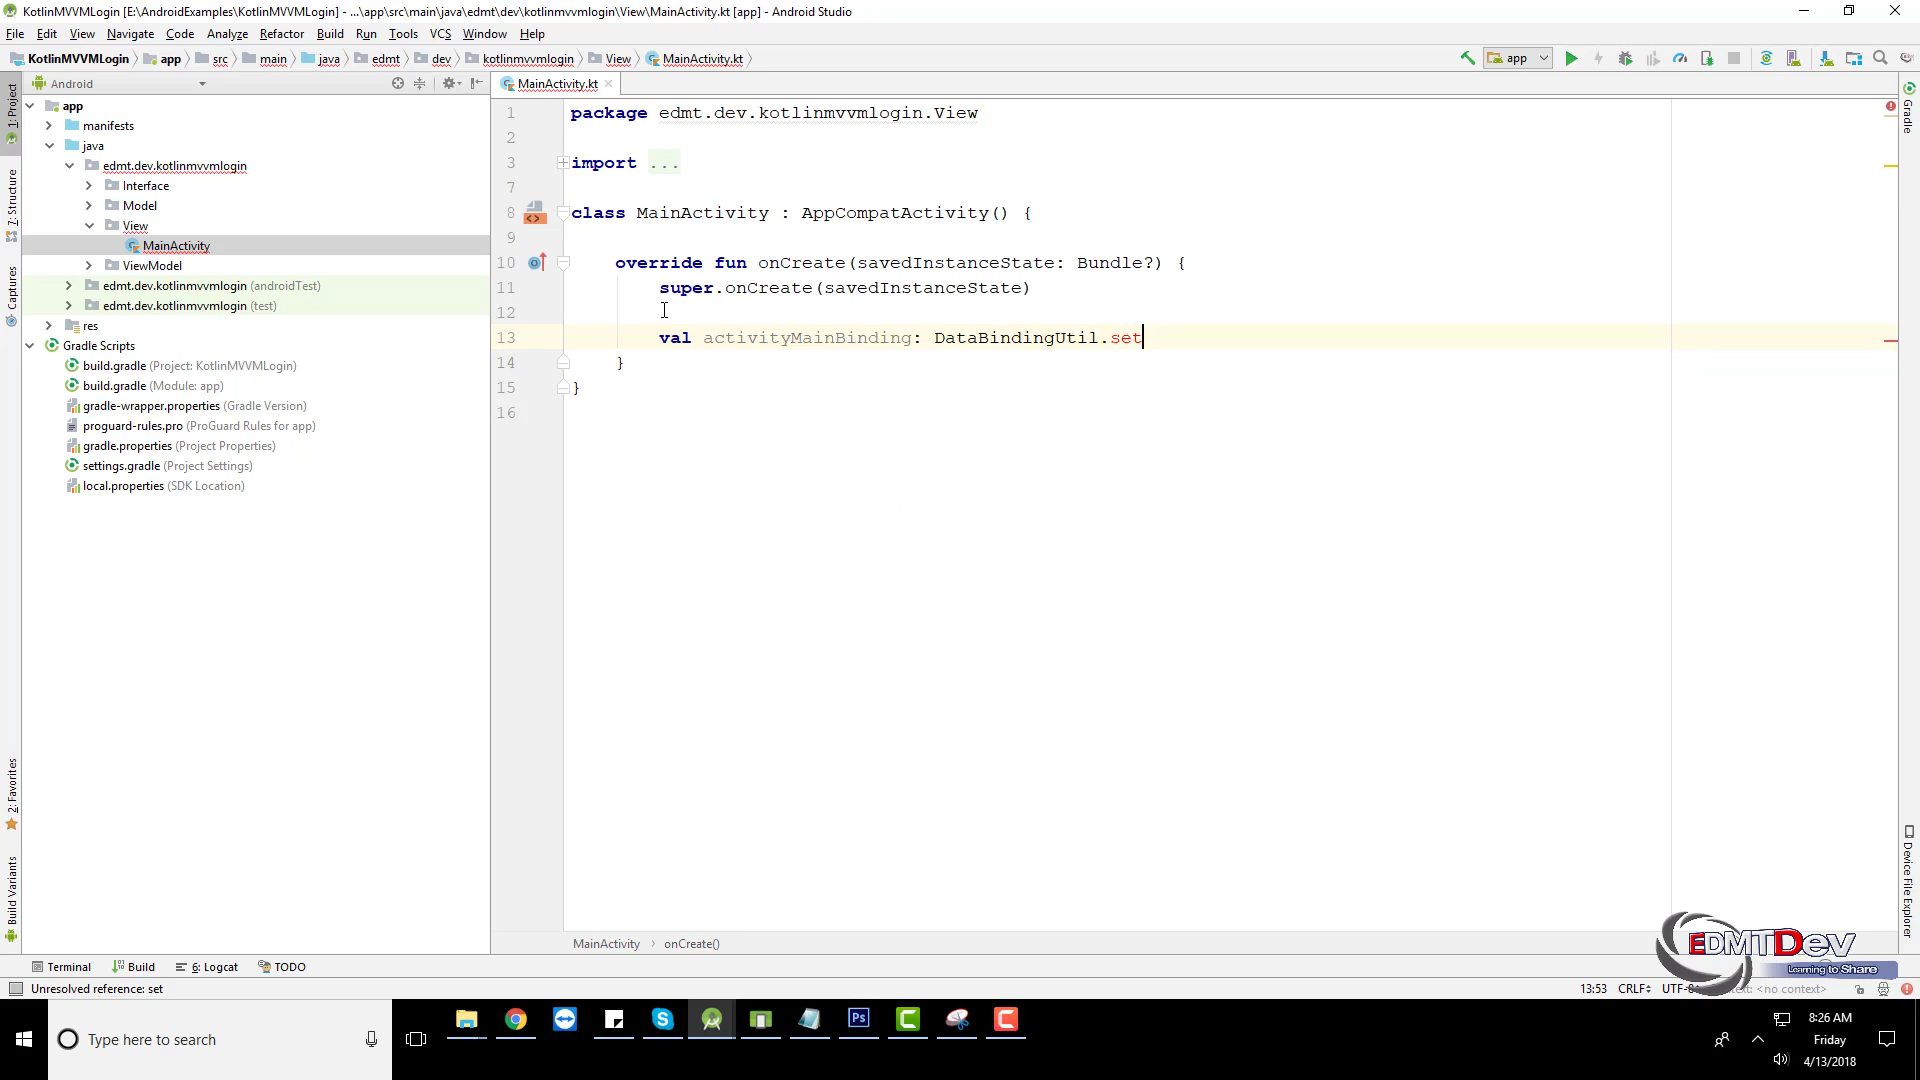 KotlinMVVMLogin [E:\AndroidExamples\KotlinMVVMLogin] - ...\app\src\main\java\edmt\dev\kotlinmvvmlogin\View\MainActivity.kt [app] - Android Studio
File Edit View Navigate Code Analyze Refactor Build Run Tools VCS Window Help
KotlinMVVMLogin app src main java edmt dev kotlinmvvmlogin View MainActivity.kt app
Android
MainActivity.kt
1: Project
7: Structure
Captures
2: Favorites
Build Variants
app
manifests
java
edmt.dev.kotlinmvvmlogin
Interface
Model
View
MainActivity
ViewModel
edmt.dev.kotlinmvvmlogin (androidTest)
edmt.dev.kotlinmvvmlogin (test)
res
Gradle Scripts
build.gradle (Project: KotlinMVVMLogin)
build.gradle (Module: app)
gradle-wrapper.properties (Gradle Version)
proguard-rules.pro (ProGuard Rules for app)
gradle.properties (Project Properties)
settings.gradle (Project Settings)
local.properties (SDK Location)
1 package edmt.dev.kotlinmvvmlogin.View
2
3 import ...
7
8 class MainActivity : AppCompatActivity() {
9
10 override fun onCreate(savedInstanceState: Bundle?) {
11 super.onCreate(savedInstanceState)
12
13 val activityMainBinding: DataBindingUtil.set
14 }
15 }
16
Gradle
Device File Explorer
MainActivity onCreate()
EDMTDev
Learning to Share
Terminal Build 6: Logcat TODO
Unresolved reference: set
13:53 CRLF UTF-8 <no context>
Type here to search
Ps
8:26 AM
Friday
4/13/2018